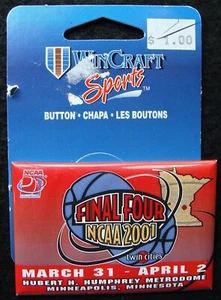 $ 1.00
WINCRAFT
Sports
BUTTON · CHAPA · LES BOUTONS
NCAA
FINAL FOUR
NCAA 2001
twin cities
MARCH 31 - APRIL 2
HUBERT H. HUMPHREY METRODOME
MINNEAPOLIS, MINNESOTA